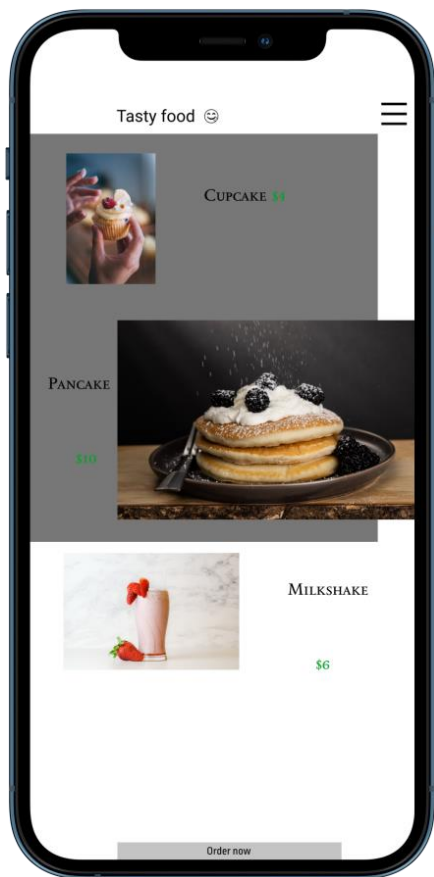 Tasty food 😋
CUPCAKE
PANCAKE
$10
MILKSHAKE
$6
Order now